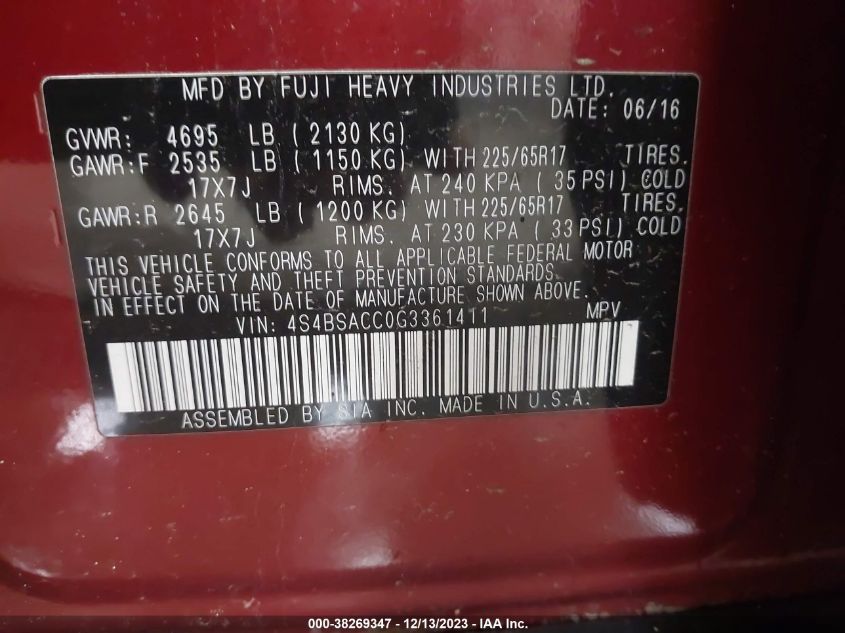 MFD BY FUJI HEAVY INDUSTRIES LTD.
DATE: 06/16
GVWR: 4695 LB ( 2130 KG)
GAWR:F 2535 LB ( 1150 KG) WITH 225/65R17 TIRES.
17X7J RIMS. AT 240 KPA ( 35 PSI) COLD
GAWR:R 2645 LB ( 1200 KG) WITH 225/65R17 TIRES.
17X7J RIMS. AT 230 KPA ( 33 PSI) COLD
THIS VEHICLE CONFORMS TO ALL APPLICABLE FEDERAL MOTOR
VEHICLE SAFETY AND THEFT PREVENTION STANDARDS
IN EFFECT ON THE DATE OF MANUFACTURE SHOWN ABOVE.
VIN: 4S4BSACC0G3361411 MPV
ASSEMBLED BY SIA INC. MADE IN U.S.A.
000-38269347 - 12/13/2023 - IAA Inc.